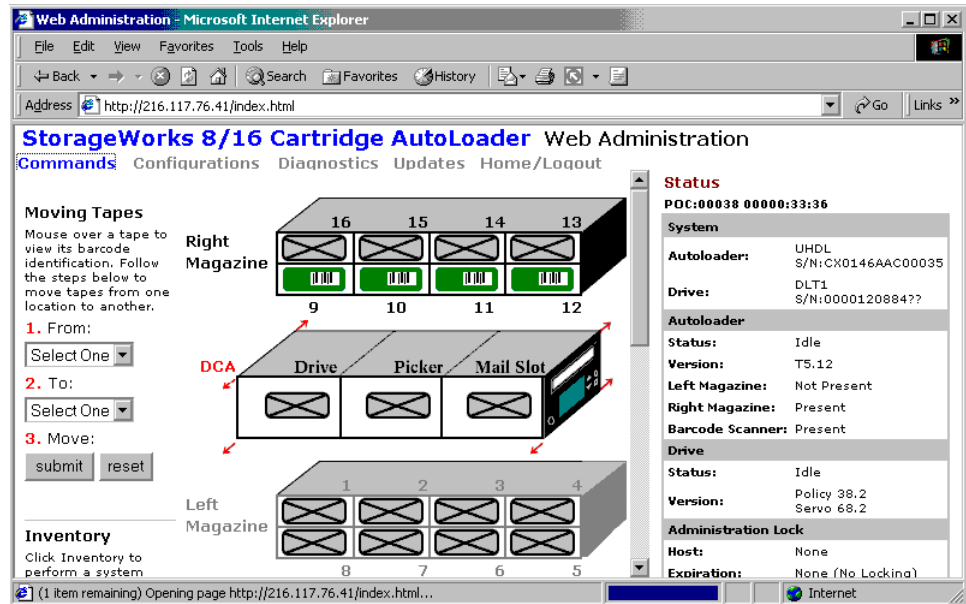 Web Administration - Microsoft Internet Explorer
File Edit View Favorites Tools Help
Back Search Favorites History
Address http://216.117.76.41/index.html Go Links »
StorageWorks 8/16 Cartridge AutoLoader Web Administration
Commands Configurations Diagnostics Updates Home/Logout
Moving Tapes
Mouse over a tape to
view its barcode
identification. Follow
the steps below to
move tapes from one
location to another.
1. From:
Select One
2. To:
Select One
3. Move:
submit reset
Inventory
Click Inventory to
perform a system
16 15 14 13
Right
Magazine
9 10 11 12
DCA Drive Picker Mail Slot
1 2 3 4
Left
Magazine
8 7 6 5
Status
POC:00038 00000:33:36
System
Autoloader: UHDL
S/N:CX0146AAC00035
Drive: DLT1
S/N:0000120884??
Autoloader
Status: Idle
Version: T5.12
Left Magazine: Not Present
Right Magazine: Present
Barcode Scanner: Present
Drive
Status: Idle
Version: Policy 38.2
Servo 68.2
Administration Lock
Host: None
Expiration: None (No Locking)
(1 item remaining) Opening page http://216.117.76.41/index.html... Internet